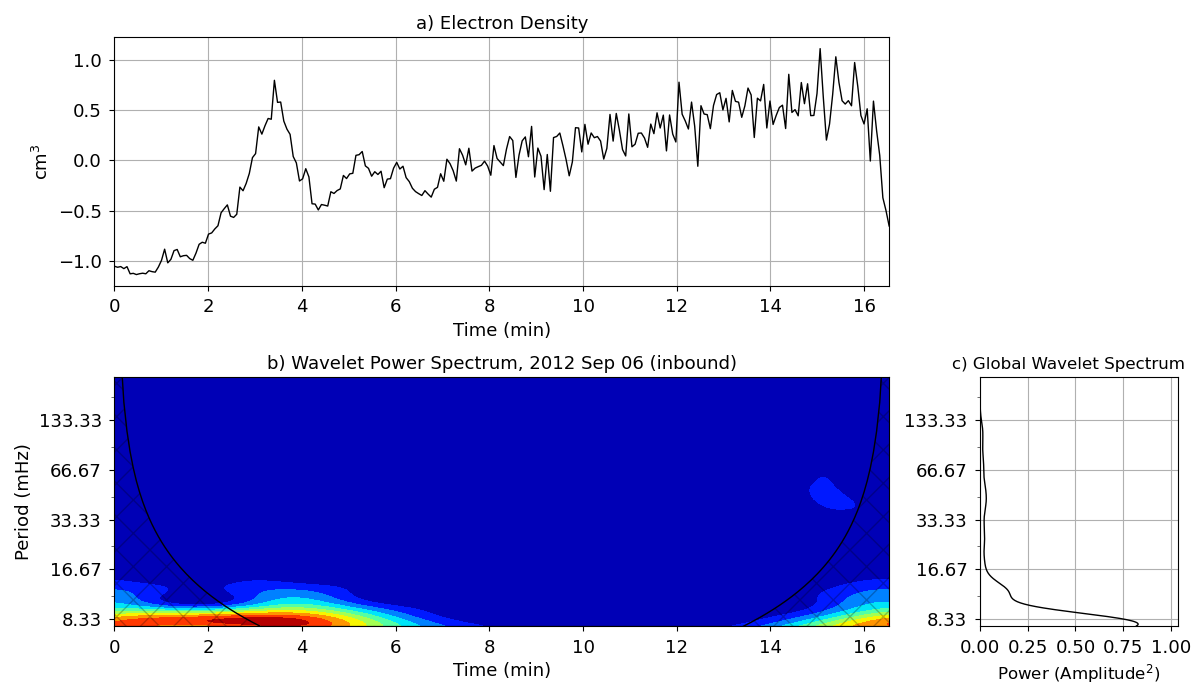 a) Electron Density
1.0
0.5
0.0
−0.5
−1.0
cm³
0 2 4 6 8 10 12 14 16
Time (min)
b) Wavelet Power Spectrum, 2012 Sep 06 (inbound)
133.33
66.67
33.33
16.67
8.33
Period (mHz)
0 2 4 6 8 10 12 14 16
Time (min)
c) Global Wavelet Spectrum
133.33
66.67
33.33
16.67
8.33
0.00 0.25 0.50 0.75 1.00
Power (Amplitude²)